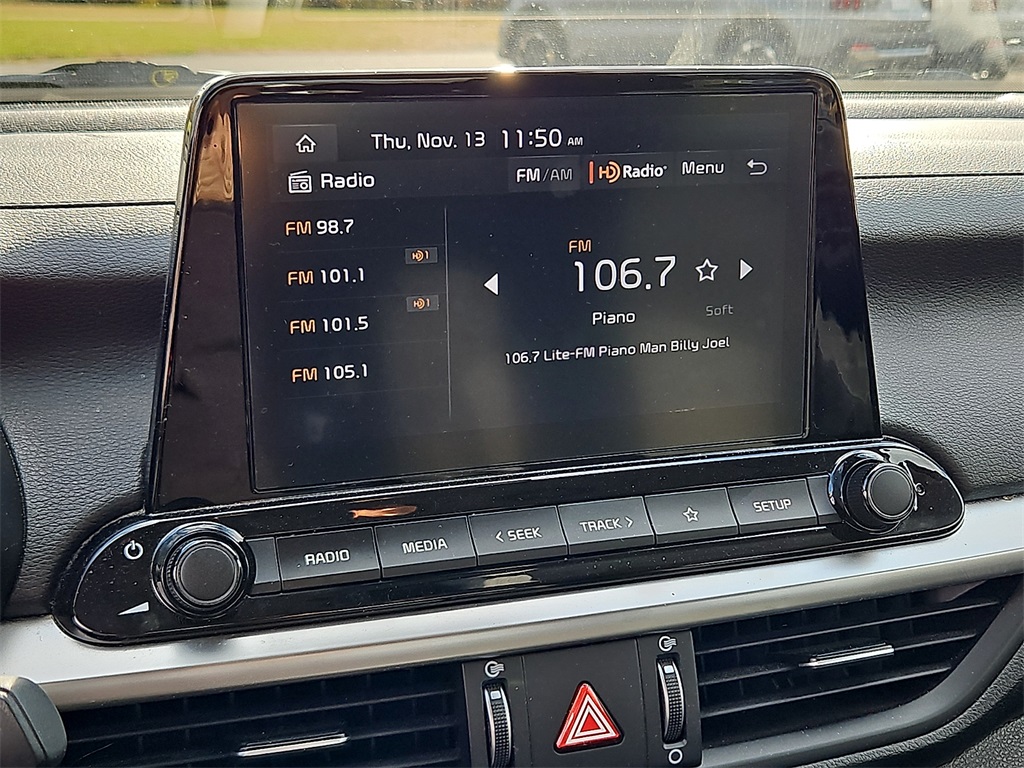 Thu, Nov. 13 11:50 AM
Radio FM/AM HD Radio Menu
FM 98.7
HD1
FM 101.1
HD1
FM 101.5
FM 105.1
FM
106.7
Piano
Soft
106.7 Lite-FM Piano Man Billy Joel
RADIO MEDIA < SEEK TRACK > SETUP